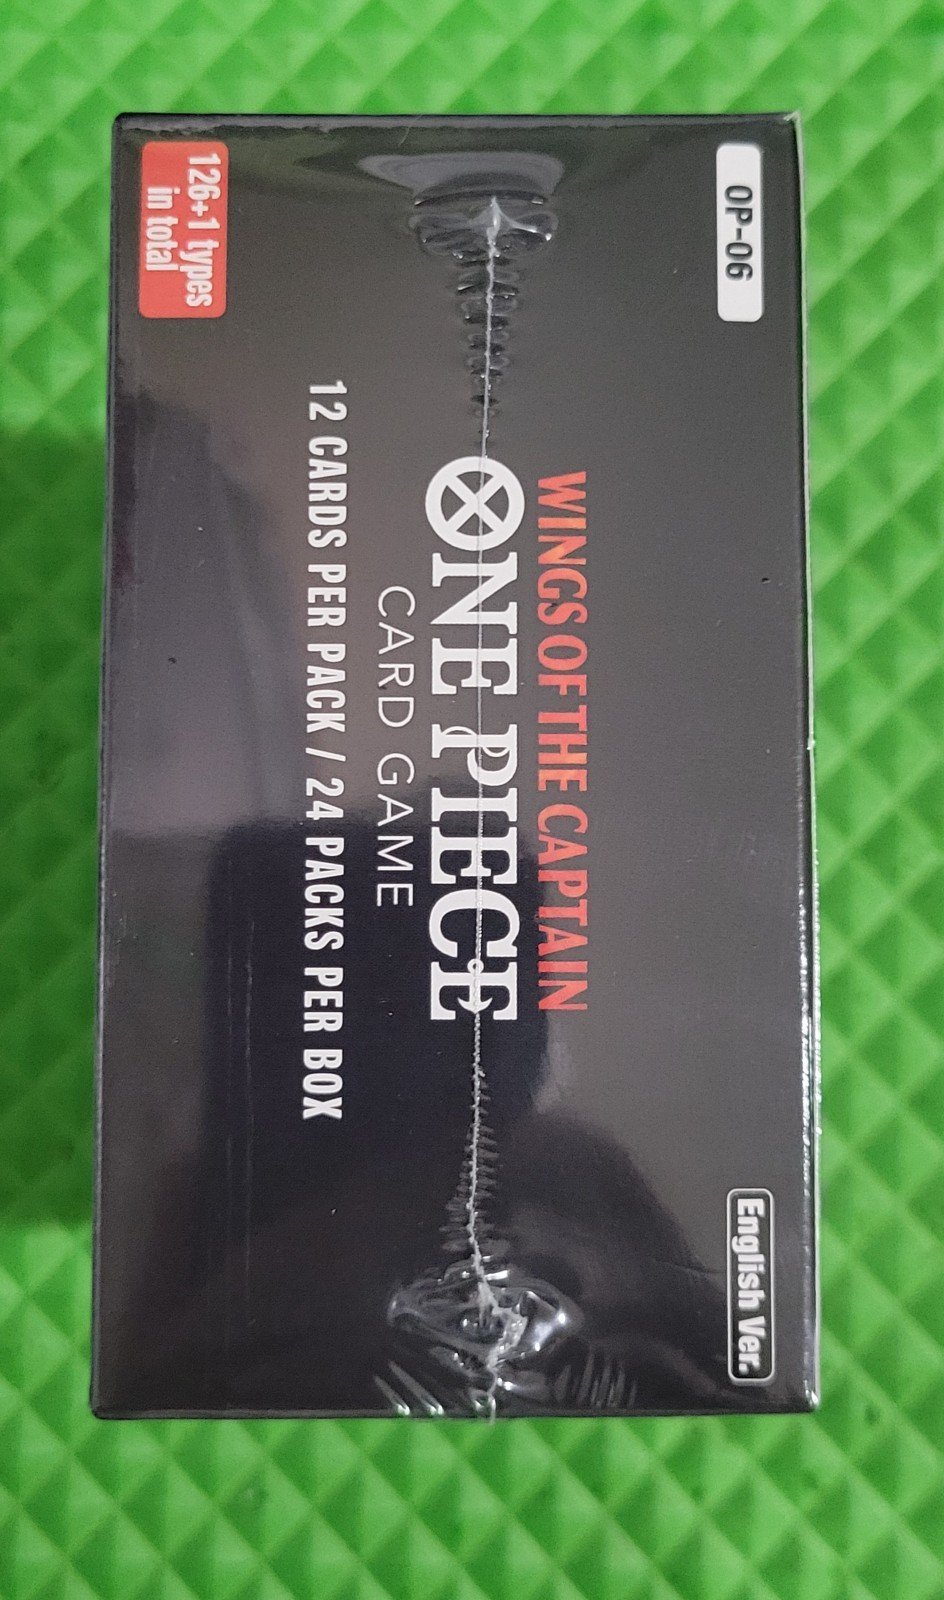 OP-06
English Ver.
WINGS OF THE CAPTAIN
ONE PIECE
CARD GAME
12 CARDS PER PACK / 24 PACKS PER BOX
126+1 types
in total